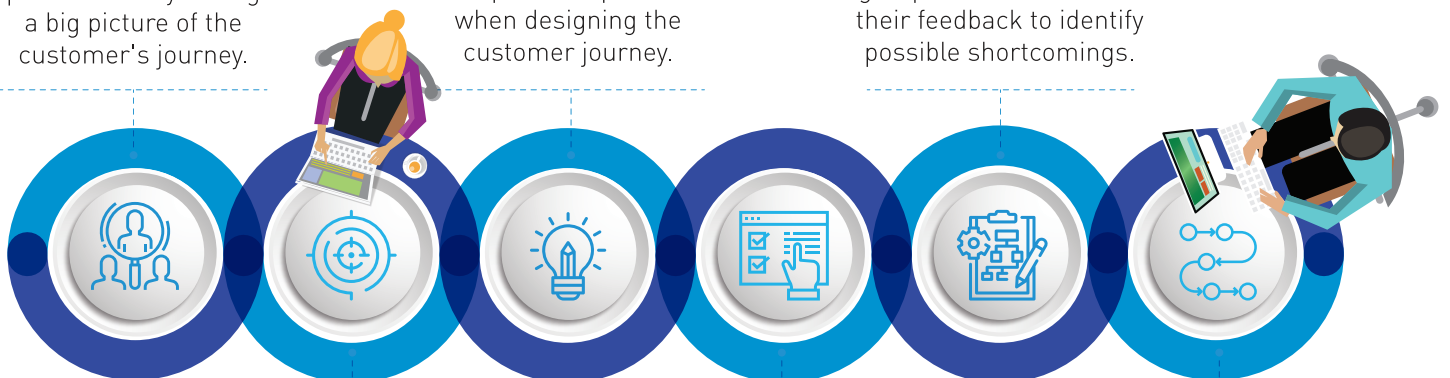 a big picture of the
customer's journey.
when designing the
customer journey.
their feedback to identify
possible shortcomings.